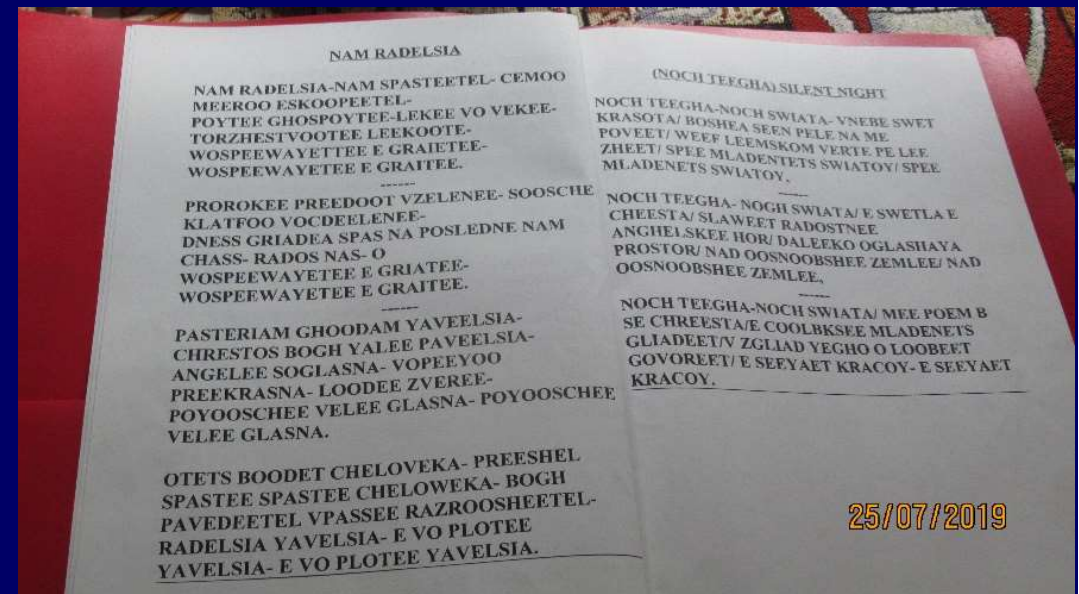 NAM RADELSIA
NAM RADELSIA-NAM SPASTEETEL- CEMOO
MEEROO ESKOOPEETEL-
POYTEE GHOSPOYTEE-LEKEE VO VEKEE-
TORZHESTVOOTEE LEEKOOTE-
WOSPEEWAYETTEE E GRAIETEE-
WOSPEEWAYETEE E GRAITEE.
------
PROROKEE PREEDOOT VZELENEE- SOOSCHE
KLATFOO VOCDEELENEE-
DNESS GRIADEA SPAS NA POSLEDNE NAM
CHASS- RADOS NAS- O
WOSPEEWAYETEE E GRIATEE-
WOSPEEWAYETEE E GRAITEE.
------
PASTERIAM GHOODAM YAVEELSIA-
CHRESTOS BOGH YALEE PAVEELSIA-
ANGELEE SOGLASNA- VOPEEYOO
PREEKRASNA- LOODEE ZVEREE-
POYOOSCHEE VELEE GLASNA- POYOOSCHEE
VELEE GLASNA.
OTETS BOODET CHELOVEKA- PREESHEL
SPASTEE SPASTEE CHELOWEKA- BOGH
PAVEDEETEL VPASSEE RAZROOSHEETEL-
RADELSIA YAVELSIA- E VO PLOTEE
YAVELSIA- E VO PLOTEE YAVELSIA.
(NOCH TEEGHA) SILENT NIGHT
NOCH TEEGHA-NOCH SWIATA- VNEBE SWET
KRASOTA/ BOSHEA SEEN PELE NA ME
POVEET/ WEEF LEEMSKOM VERTE PE LEE
ZHEET/ SPEE MLADENTETS SWIATOY/ SPEE
MLADENETS SWIATOY,
------
NOCH TEEGHA- NOGH SWIATA/ E SWETLA E
CHEESTA/ SLAWEET RADOSTNEE
ANGHELSKEE HOR/ DALEEKO OGLASHAYA
PROSTOR/ NAD OOSNOOBSHEE ZEMLEE/ NAD
OOSNOOBSHEE ZEMLEE,
------
NOCH TEEGHA-NOCH SWIATA/ MEE POEM B
SE CHREESTA/E COOLBKSEE MLADENETS
GLIADEET/V ZGLIAD YEGHO O LOOBEET
GOVOREET/ E SEEYAET KRACOY- E SEEYAET
KRACOY.
25/07/2019